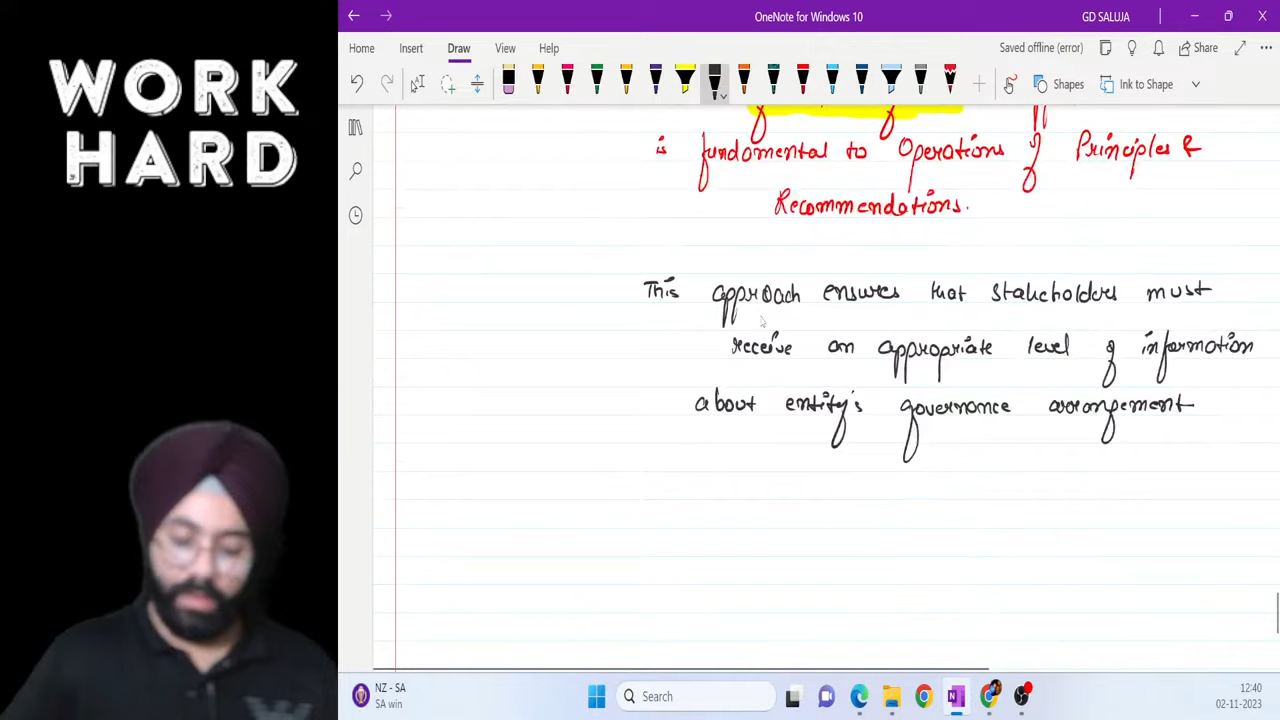 OneNote for Windows 10
GD SALUJA
Home Insert Draw View Help
Saved offline (error)
Share
Shapes
Ink to Shape
WORK
HARD
is fundamental to Operations of Principles &
Recommendations.
This approach ensures that stakeholders must
receive an appropriate level of information
about entity's governance arrangement
NZ - SA
SA win
Search
12:40
02-11-2023